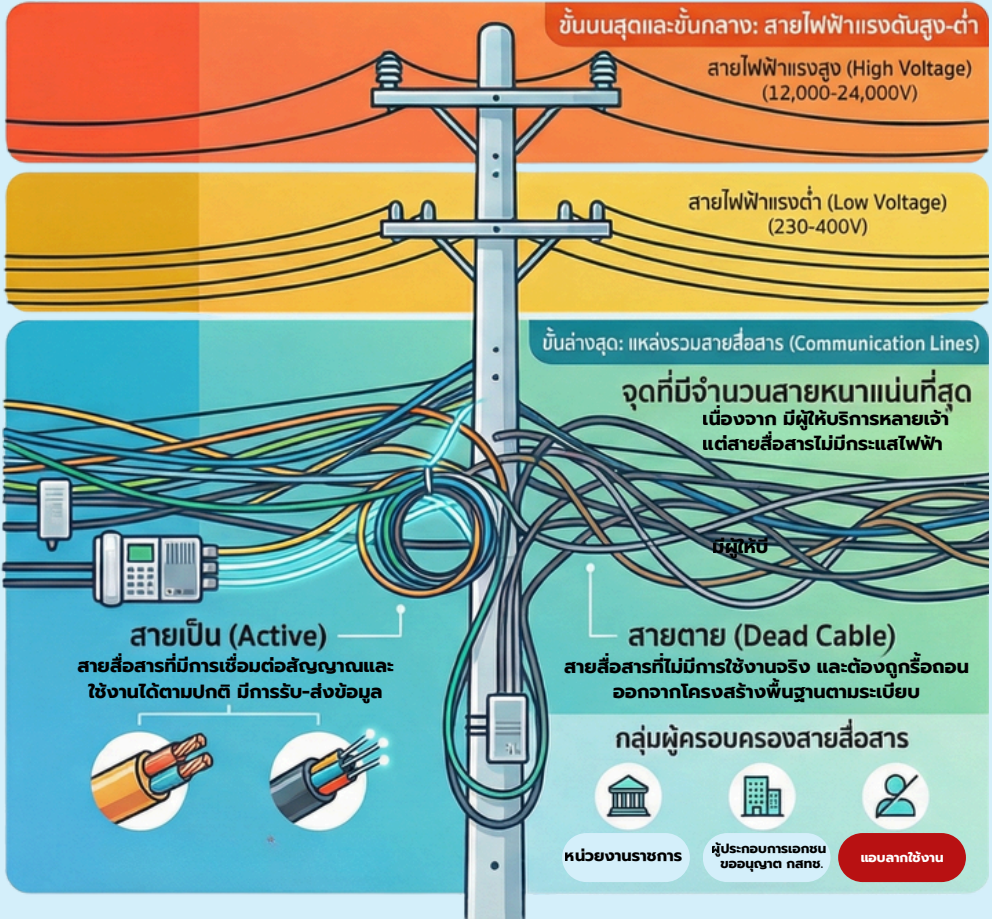 ขั้นบนสุดและขั้นกลาง: สายไฟฟ้าแรงดันสูง-ต่ำ
สายไฟฟ้าแรงสูง (High Voltage)
(12,000-24,000V)
สายไฟฟ้าแรงต่ำ (Low Voltage)
(230-400V)
ขั้นล่างสุด: แหล่งรวมสายสื่อสาร (Communication Lines)
จุดที่มีจำนวนสายหนาแน่นที่สุด
เนื่องจาก มีผู้ให้บริการหลายเจ้า
แต่สายสื่อสารไม่มีกระแสไฟฟ้า
มีผู้ให้บี
สายเป็น (Active)
สายสื่อสารที่มีการเชื่อมต่อสัญญาณและ
ใช้งานได้ตามปกติ มีการรับ-ส่งข้อมูล
สายตาย (Dead Cable)
สายสื่อสารที่ไม่มีการใช้งานจริง และต้องถูกรื้อถอน
ออกจากโครงสร้างพื้นฐานตามระเบียบ
กลุ่มผู้ครอบครองสายสื่อสาร
หน่วยงานราชการ
ผู้ประกอบการเอกชน
ขออนุญาต กสทช.
แอบลากใช้งาน